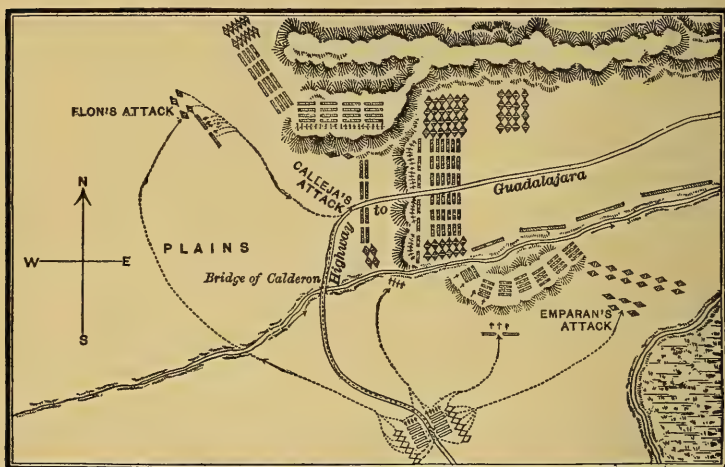 FLON'S ATTACK
CALLEJA'S
ATTACK
N
W
E
S
PLAINS
Highway
to
Guadalajara
Bridge of Calderon
EMPARAN'S
ATTACK